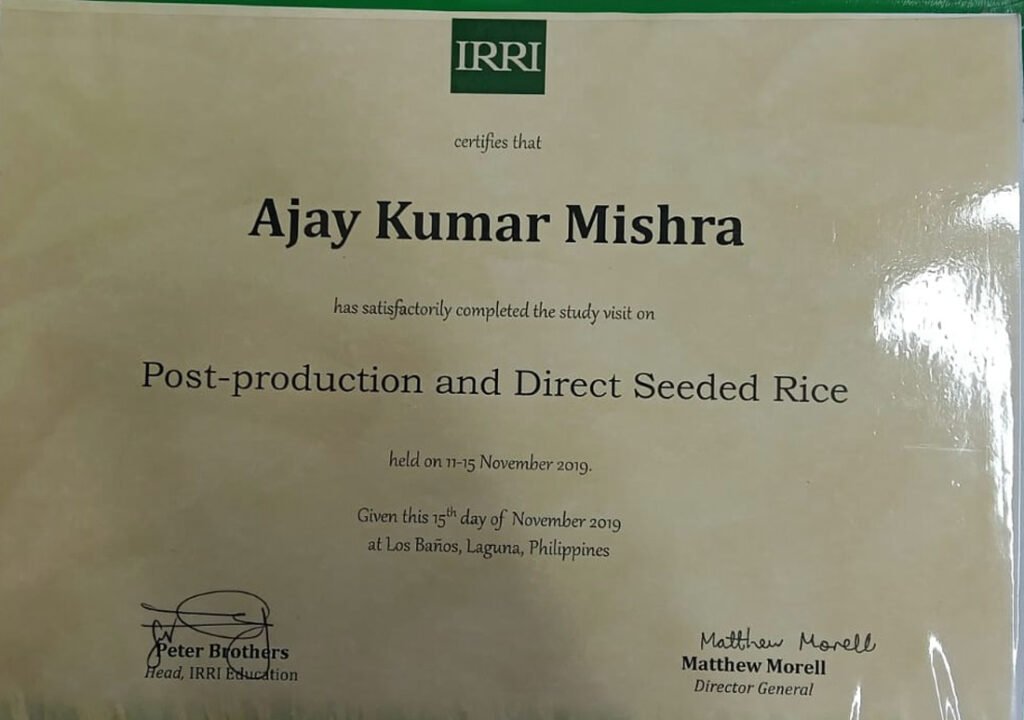 IRRI
certifies that
Ajay Kumar Mishra
has satisfactorily completed the study visit on
Post-production and Direct Seeded Rice
held on 11-15 November 2019.
Given this 15th day of November 2019
at Los Baños, Laguna, Philippines
Peter Brothers
Head, IRRI Education
Matthew Morell
Matthew Morell
Director General